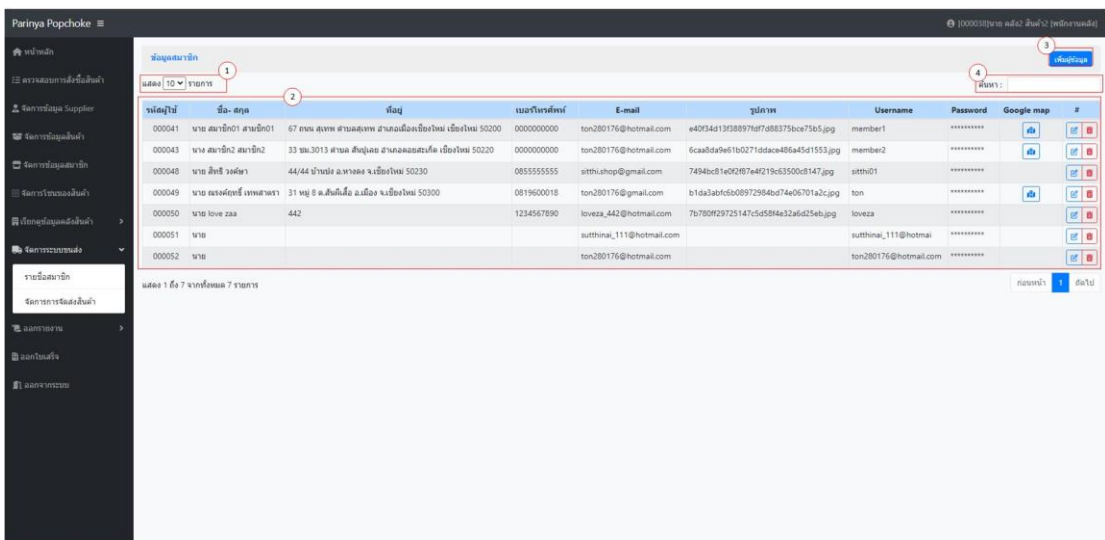 Parinya Popchoke
[000038]นาย คลัง2 สินค้า2 [พนักงานคลัง]
หน้าหลัก
ตรวจสอบการสั่งซื้อสินค้า
จัดการข้อมูล Supplier
จัดการข้อมูลสินค้า
จัดการข้อมูลสมาชิก
จัดการโซนของสินค้า
เรียกดูข้อมูลคลังสินค้า
จัดการระบบขนส่ง
รายชื่อสมาชิก
จัดการการจัดส่งสินค้า
ออกรายงาน
ออกใบเสร็จ
ออกจากระบบ
ข้อมูลสมาชิก
3
เพิ่มผู้ข้อมูล
1
แสดง 10 รายการ
4
ค้นหา :
2
รหัสผู้ใช้ ชื่อ- สกุล ที่อยู่ เบอร์โทรศัพท์ E-mail รูปภาพ Username Password Google map #
000041 นาย สมาชิก01 สามชิก01 67 ถนน สุเทพ ตำบลสุเทพ อำเภอเมืองเชียงใหม่ เชียงใหม่ 50200 0000000000 ton280176@hotmail.com e40f34d13f38897fdf7d88375bce75b5.jpg member1 **********
000043 นาง สมาชิก2 สมาชิก2 33 ซม.3013 ตำบล สันปูเลย อำเภอดอยสะเก็ด เชียงใหม่ 50220 0000000000 ton280176@hotmail.com 6caa8da9e61b0271ddace486a45d1553.jpg member2 **********
000048 นาย สิทธิ วงศ์ษา 44/44 บ้านปง อ.หางดง จ.เชียงใหม่ 50230 0855555555 sitthi.shop@gmail.com 7494bc81e0f2f87e4f219c63500c8147.jpg sitthi01 **********
000049 นาย ณรงค์ฤทธิ์ เทพสาตรา 31 หมู่ 8 ต.สันผีเสื้อ อ.เมือง จ.เชียงใหม่ 50300 0819600018 ton280176@gmail.com b1da3abfc6b08972984bd74e06701a2c.jpg ton **********
000050 นาย love zaa 442 1234567890 loveza_442@hotmail.com 7b780ff29725147c5d58f4e32a6d25eb.jpg loveza **********
000051 นาย sutthinai_111@hotmail.com sutthinai_111@hotmai **********
000052 นาย ton280176@hotmail.com ton280176@hotmail.com **********
แสดง 1 ถึง 7 จากทั้งหมด 7 รายการ
ก่อนหน้า 1 ถัดไป